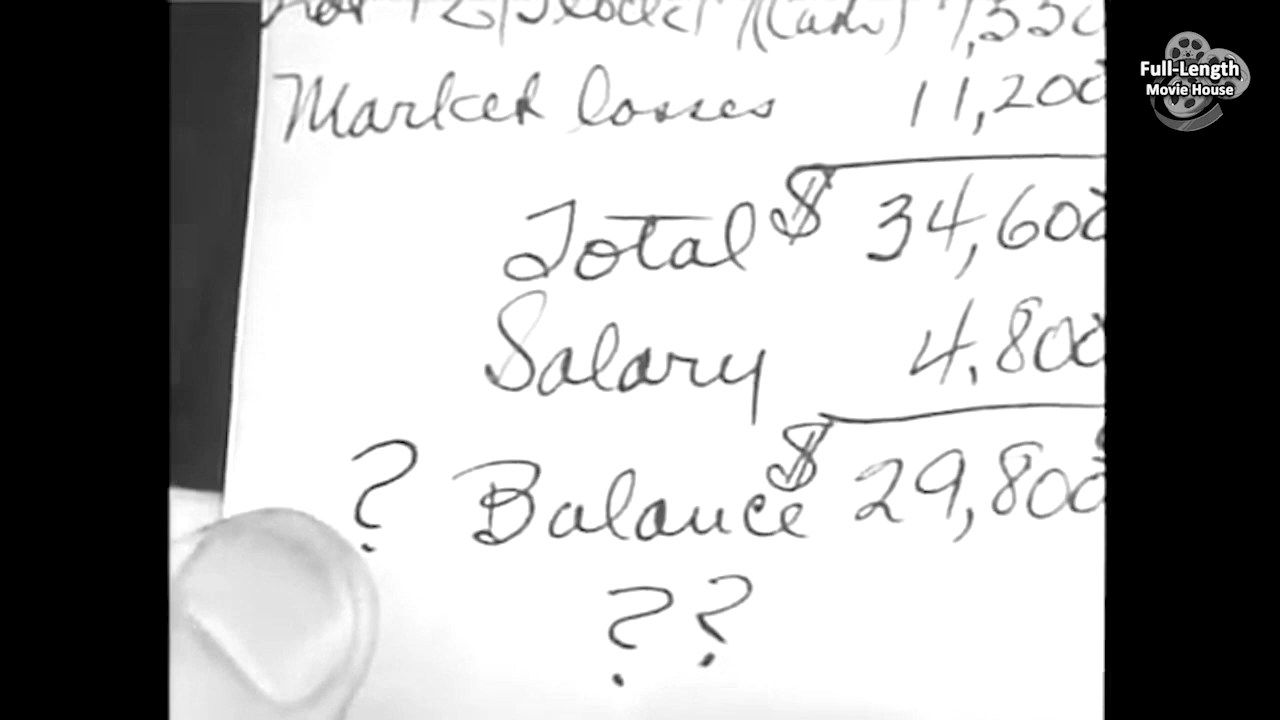 Market losses 11,200
Total $ 34,600
Salary 4,800
? Balance $ 29,800
? ?
Full-Length
Movie House